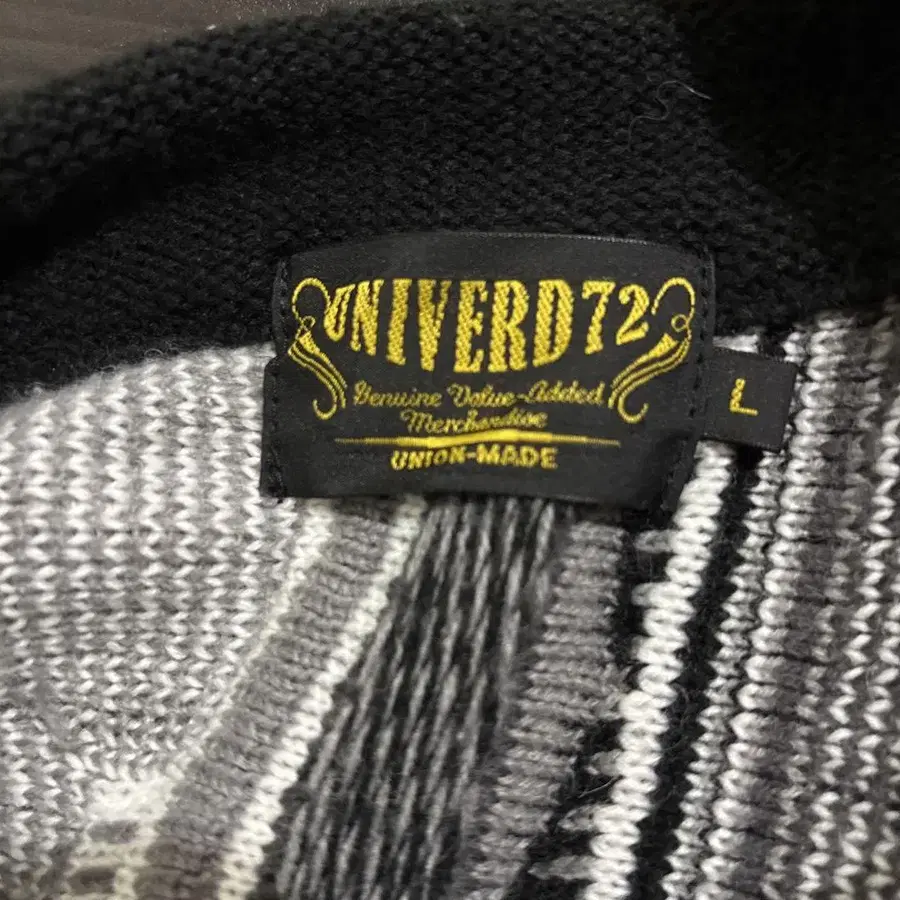 UNIVERD72
Genuine Value-Added
Merchandise
UNION-MADE
L